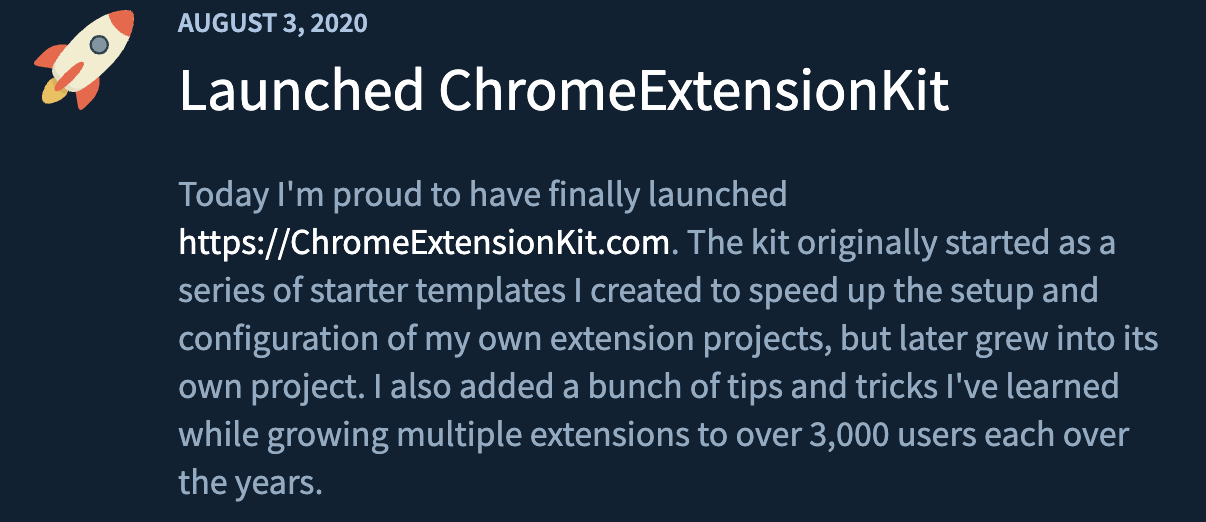 AUGUST 3, 2020
Launched ChromeExtensionKit
Today I'm proud to have finally launched
https://ChromeExtensionKit.com. The kit originally started as a
series of starter templates I created to speed up the setup and
configuration of my own extension projects, but later grew into its
own project. I also added a bunch of tips and tricks I've learned
while growing multiple extensions to over 3,000 users each over
the years.